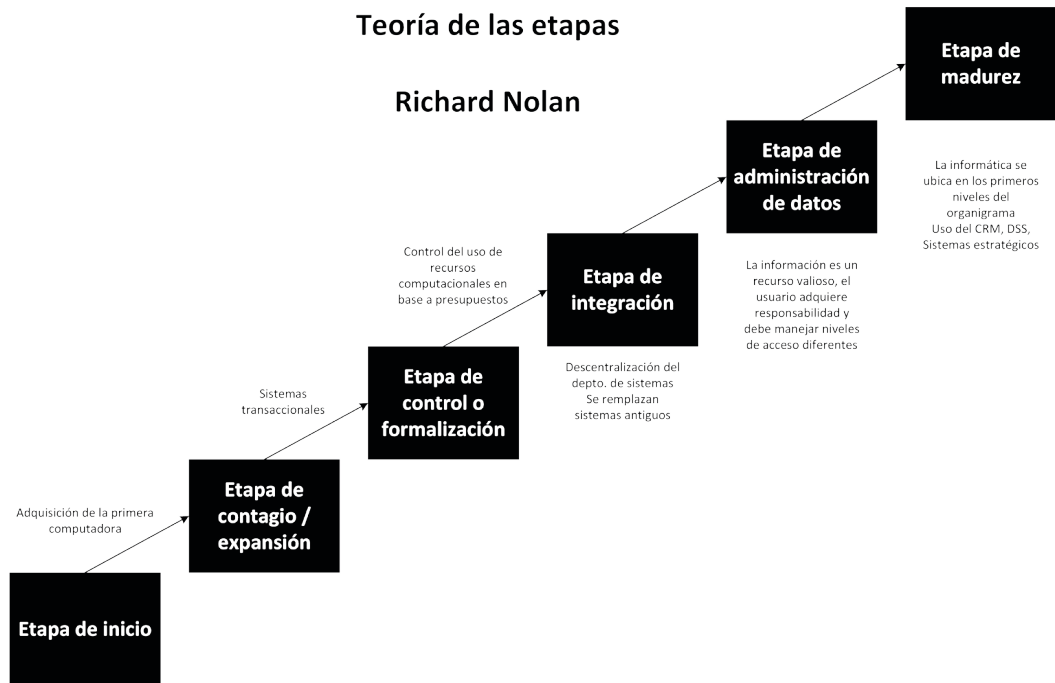 Teoría de las etapas
Richard Nolan
Etapa de inicio
Adquisición de la primera
computadora
Etapa de
contagio /
expansión
Sistemas
transaccionales
Etapa de
control o
formalización
Control del uso de
recursos
computacionales en
base a presupuestos
Etapa de
integración
Descentralización del
depto. de sistemas
Se remplazan
sistemas antiguos
Etapa de
administración
de datos
La información es un
recurso valioso, el
usuario adquiere
responsabilidad y
debe manejar niveles
de acceso diferentes
Etapa de
madurez
La informática se
ubica en los primeros
niveles del
organigrama
Uso del CRM, DSS,
Sistemas estratégicos